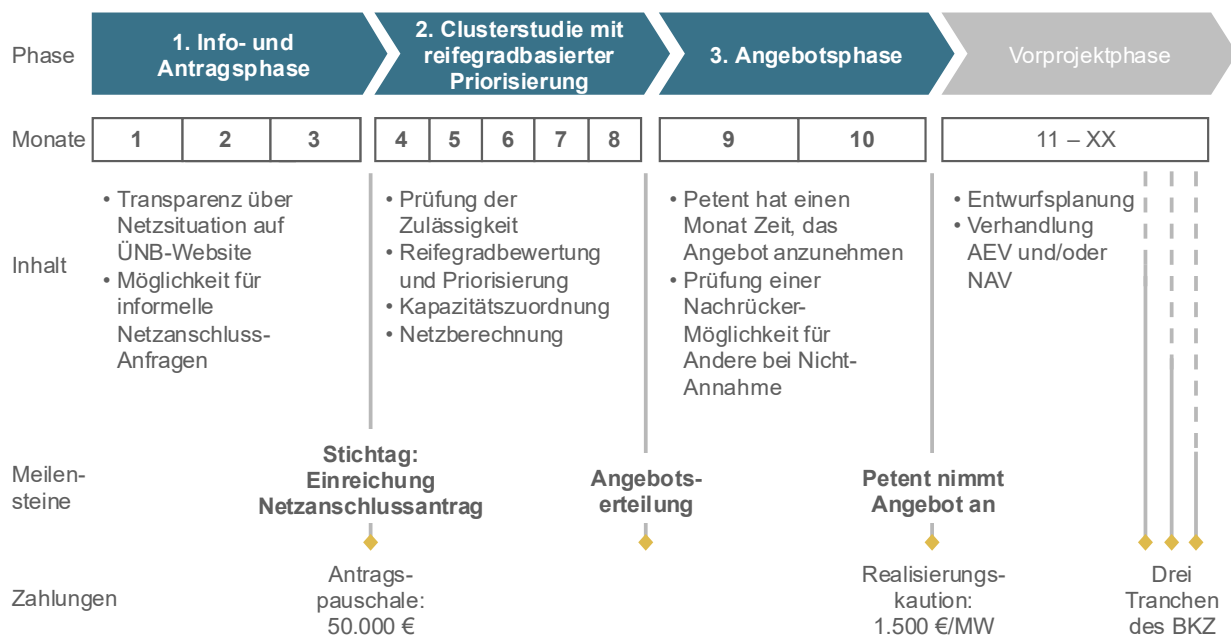 Phase
1. Info- und
Antragsphase
2. Clusterstudie mit
reifegradbasierter
Priorisierung
3. Angebotsphase
Vorprojektphase
Monate
1
2
3
4
5
6
7
8
9
10
11 – XX
Inhalt
• Transparenz über
Netzsituation auf
ÜNB-Website
• Möglichkeit für
informelle
Netzanschluss-
Anfragen
• Prüfung der
Zulässigkeit
• Reifegradbewertung
und Priorisierung
• Kapazitätszuordnung
• Netzberechnung
• Petent hat einen
Monat Zeit, das
Angebot anzunehmen
• Prüfung einer
Nachrücker-
Möglichkeit für
Andere bei Nicht-
Annahme
• Entwurfsplanung
• Verhandlung
AEV und/oder
NAV
Meilen-
steine
Stichtag:
Einreichung
Netzanschlussantrag
Angebots-
erteilung
Petent nimmt
Angebot an
Zahlungen
Antrags-
pauschale:
50.000 €
Realisierungs-
kaution:
1.500 €/MW
Drei
Tranchen
des BKZ